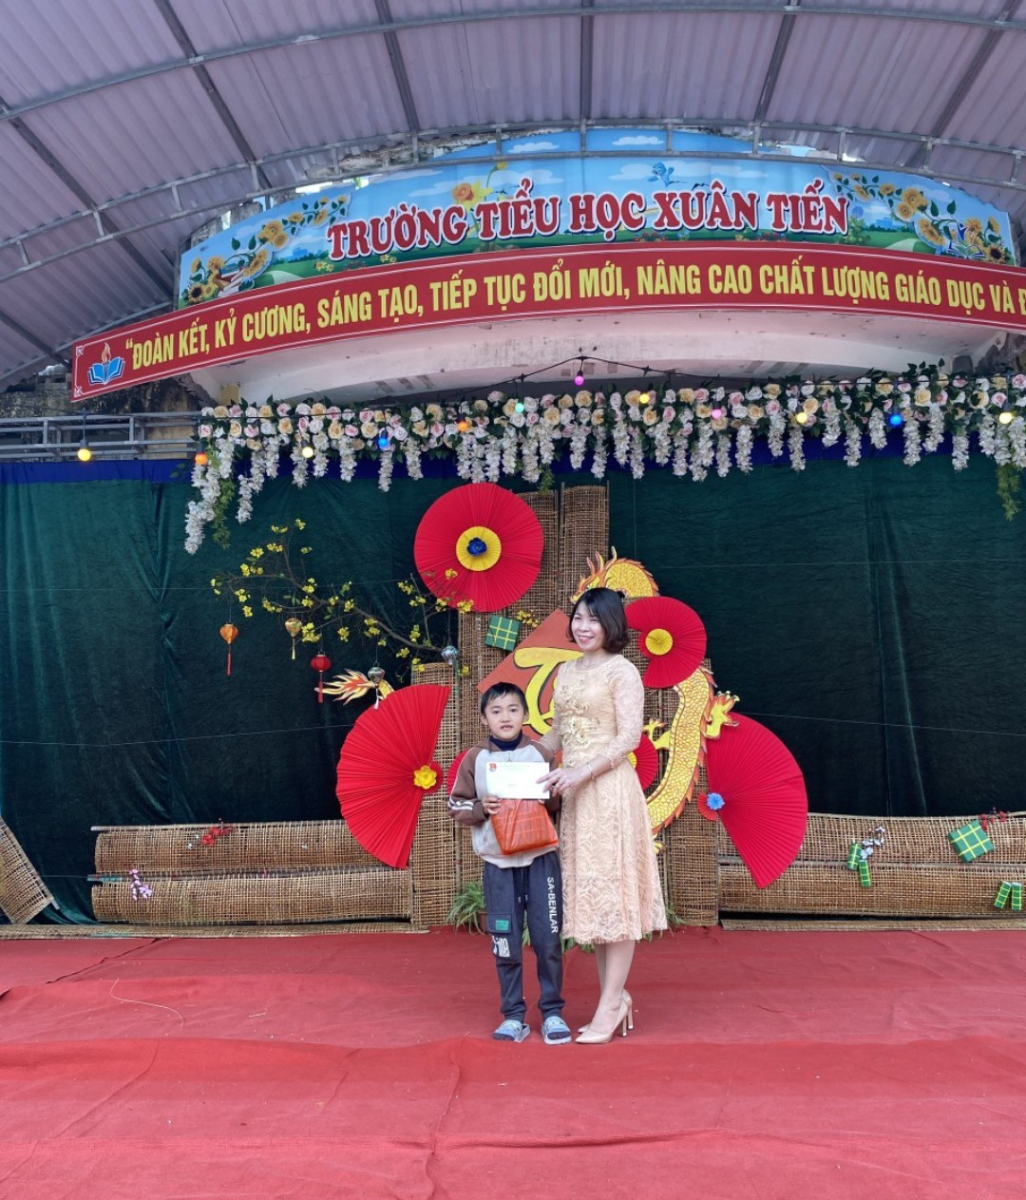 TRƯỜNG TIỂU HỌC XUÂN TIẾN
"ĐOÀN KẾT, KỶ CƯƠNG, SÁNG TẠO, TIẾP TỤC ĐỔI MỚI, NÂNG CAO CHẤT LƯỢNG GIÁO DỤC VÀ
SA-BENLAR